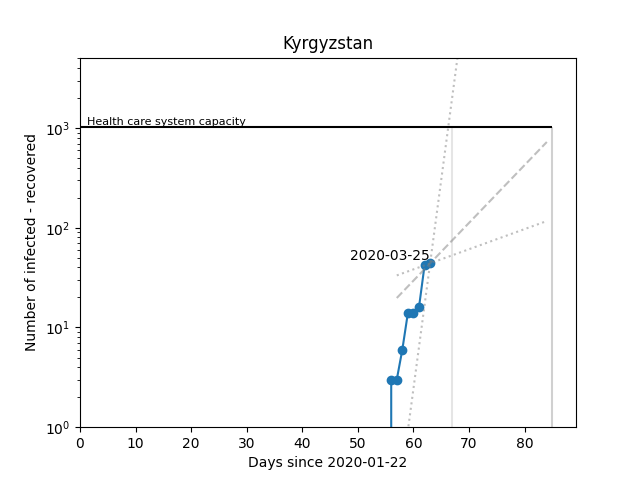 Kyrgyzstan
Number of infected - recovered
10³
10²
10¹
10⁰
Health care system capacity
2020-03-25
0 10 20 30 40 50 60 70 80
Days since 2020-01-22